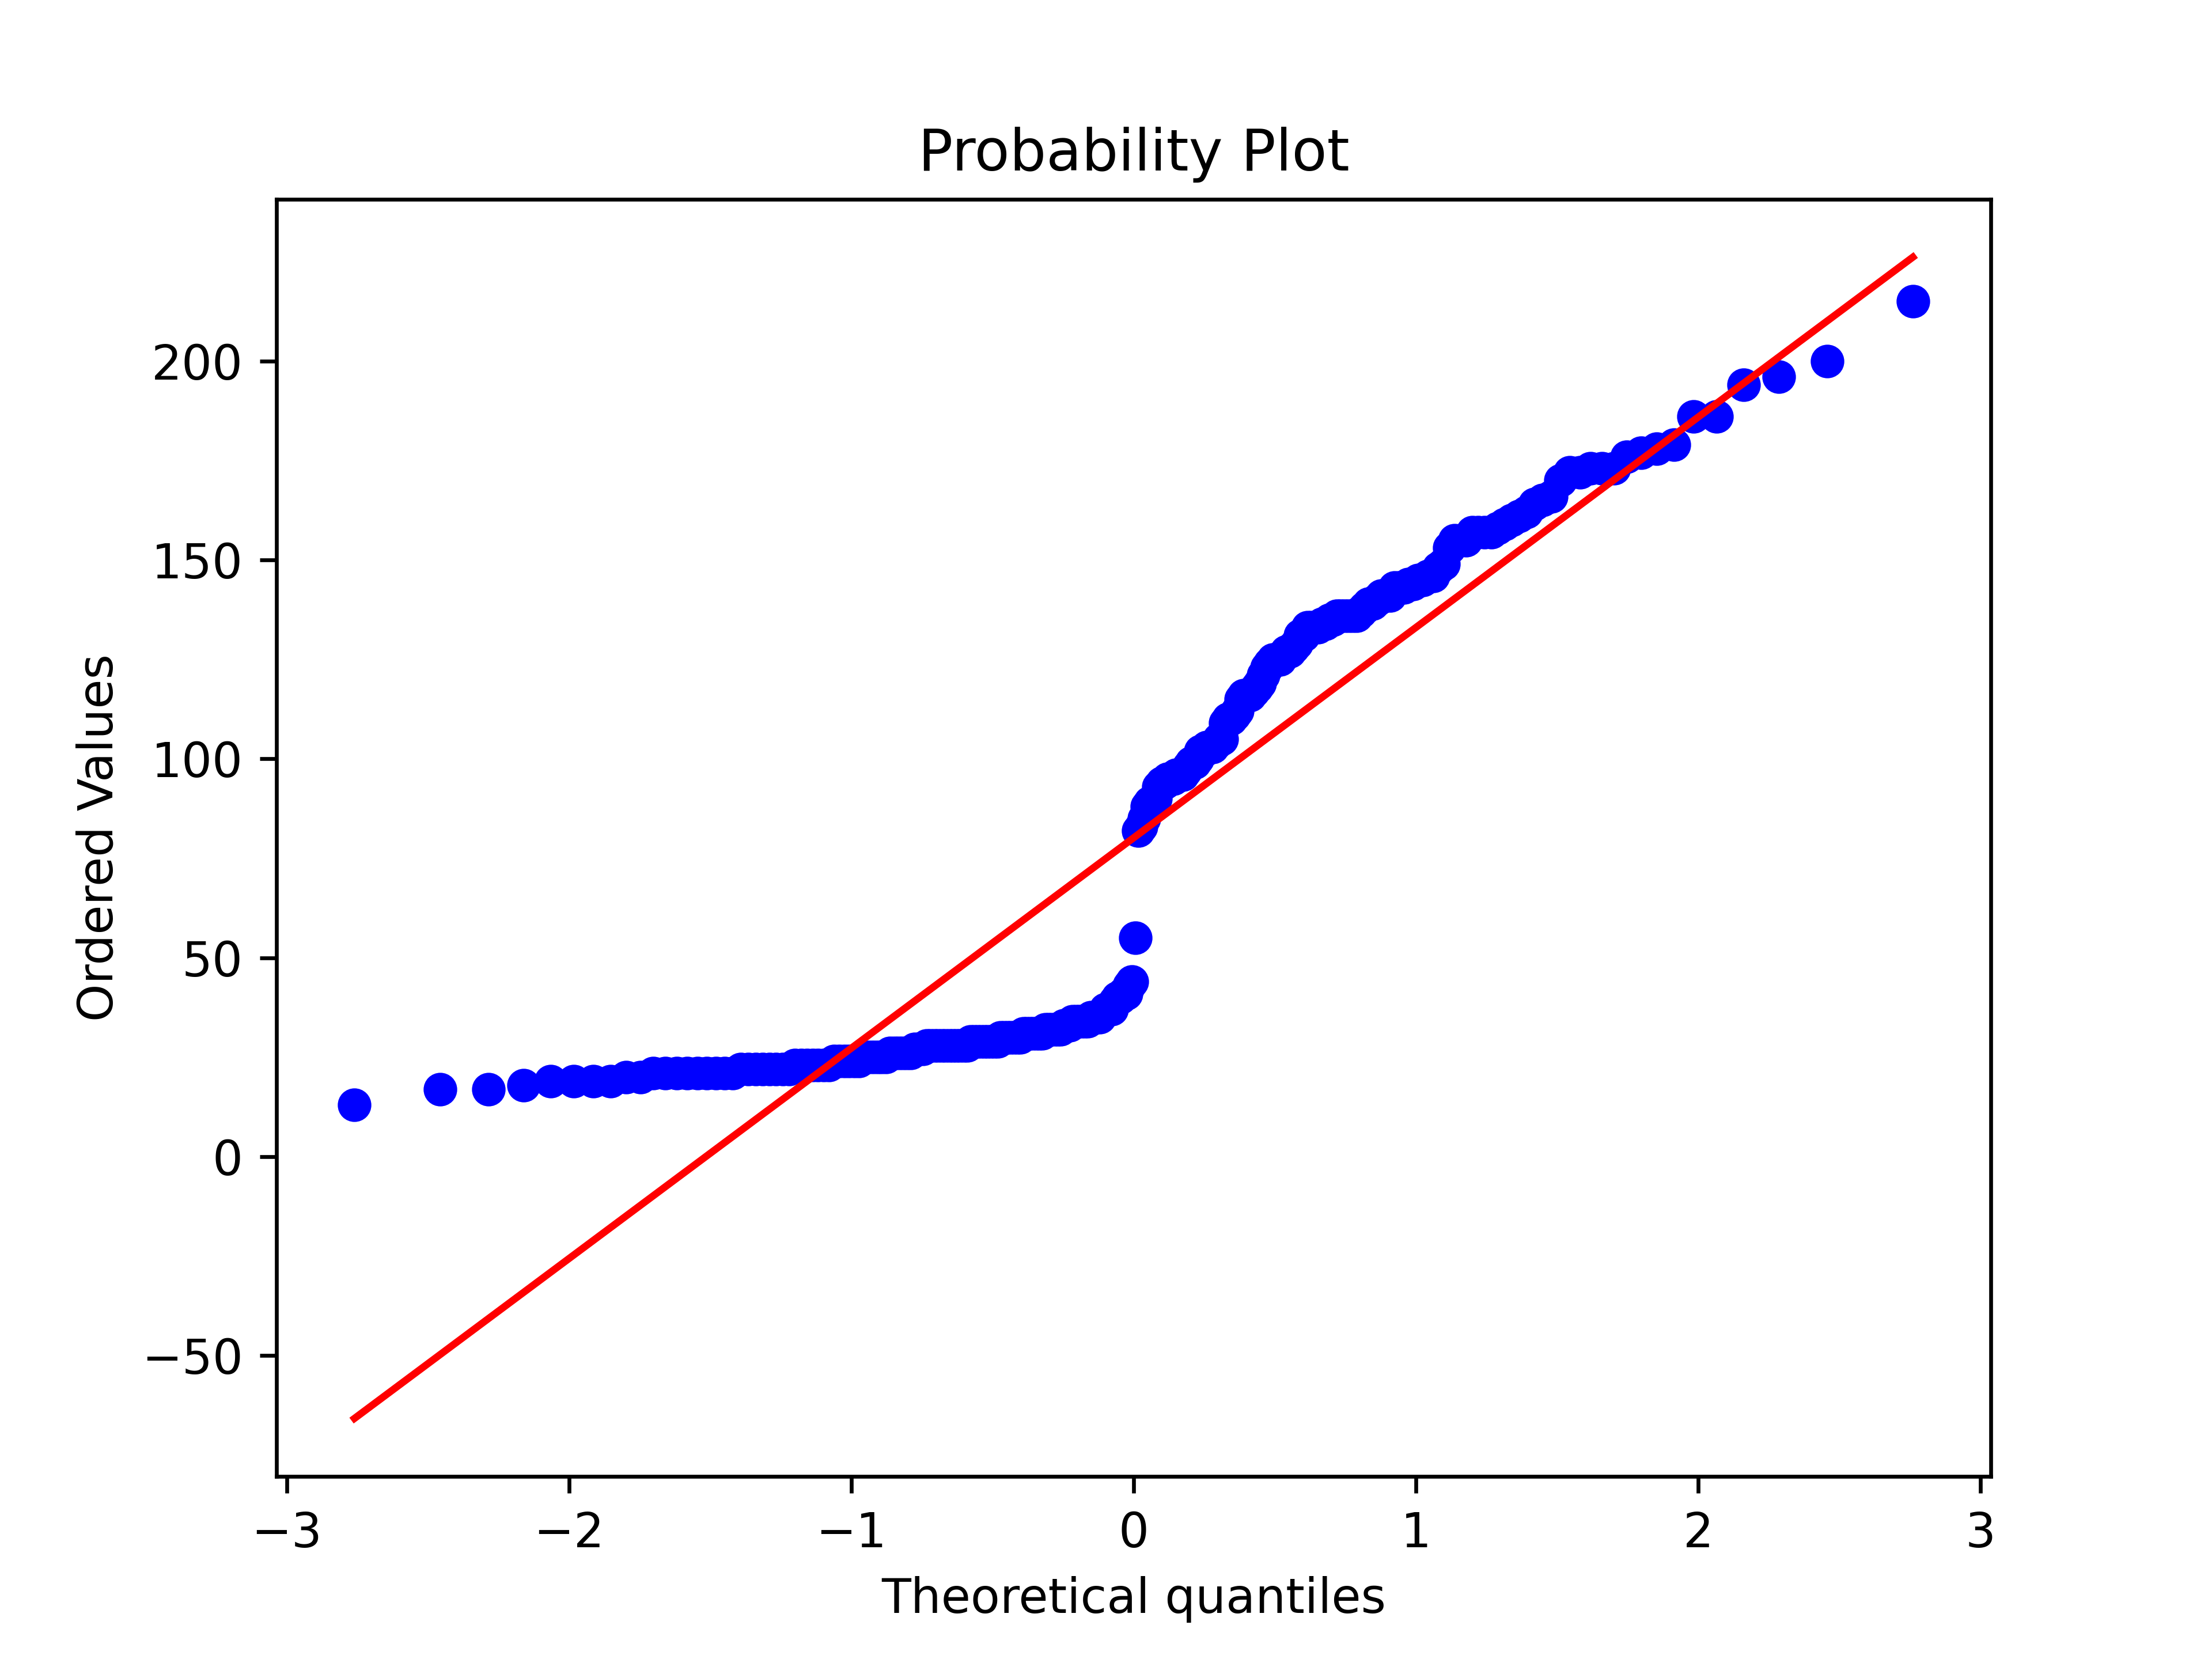 Probability Plot
Ordered Values
200
150
100
50
0
−50
−3 −2 −1 0 1 2 3
Theoretical quantiles